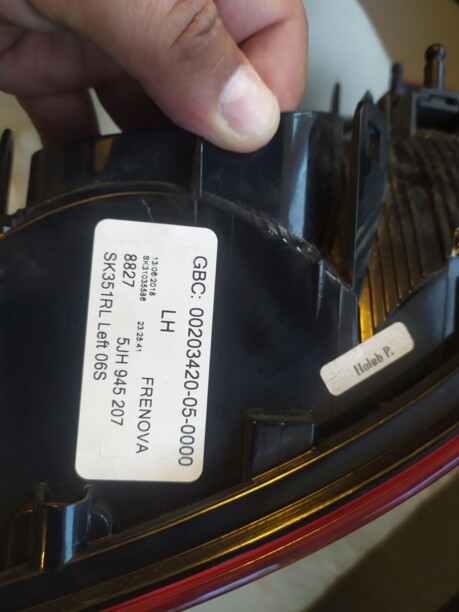 GBC: 00203420-05-0000
LH
13/06/2018 23:25:41
SK31035586
FRENOVA
8827 5JH 945 207
SK351RL Left 06S
Holub P.